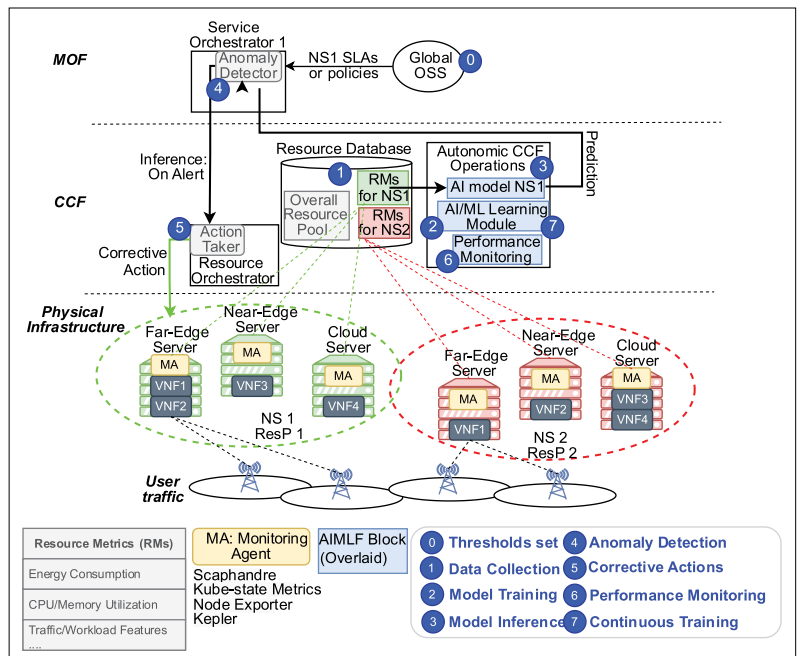 Service
Orchestrator 1
MOF
Anomaly
Detector
4
NS1 SLAs
or policies
Global
OSS
0
Inference:
On Alert
Prediction
CCF
Resource Database
1
Overall
Resource
Pool
RMs
for NS1
RMs
for NS2
Autonomic CCF
Operations
3
AI model NS1
AI/ML Learning
Module
2
7
Performance
Monitoring
6
5
Action
Taker
Resource
Orchestrator
Corrective
Action
Physical
Infrastructure
Far-Edge
Server
MA
VNF1
VNF2
Near-Edge
Server
MA
VNF3
Cloud
Server
MA
VNF4
NS 1
ResP 1
Far-Edge
Server
MA
VNF1
Near-Edge
Server
MA
VNF2
Cloud
Server
MA
VNF3
VNF4
NS 2
ResP 2
User
traffic
Resource Metrics (RMs)
Energy Consumption
CPU/Memory Utilization
Traffic/Workload Features
....
MA: Monitoring
Agent
Scaphandre
Kube-state Metrics
Node Exporter
Kepler
AIMLF Block
(Overlaid)
0 Thresholds set
1 Data Collection
2 Model Training
3 Model Inference
4 Anomaly Detection
5 Corrective Actions
6 Performance Monitoring
7 Continuous Training